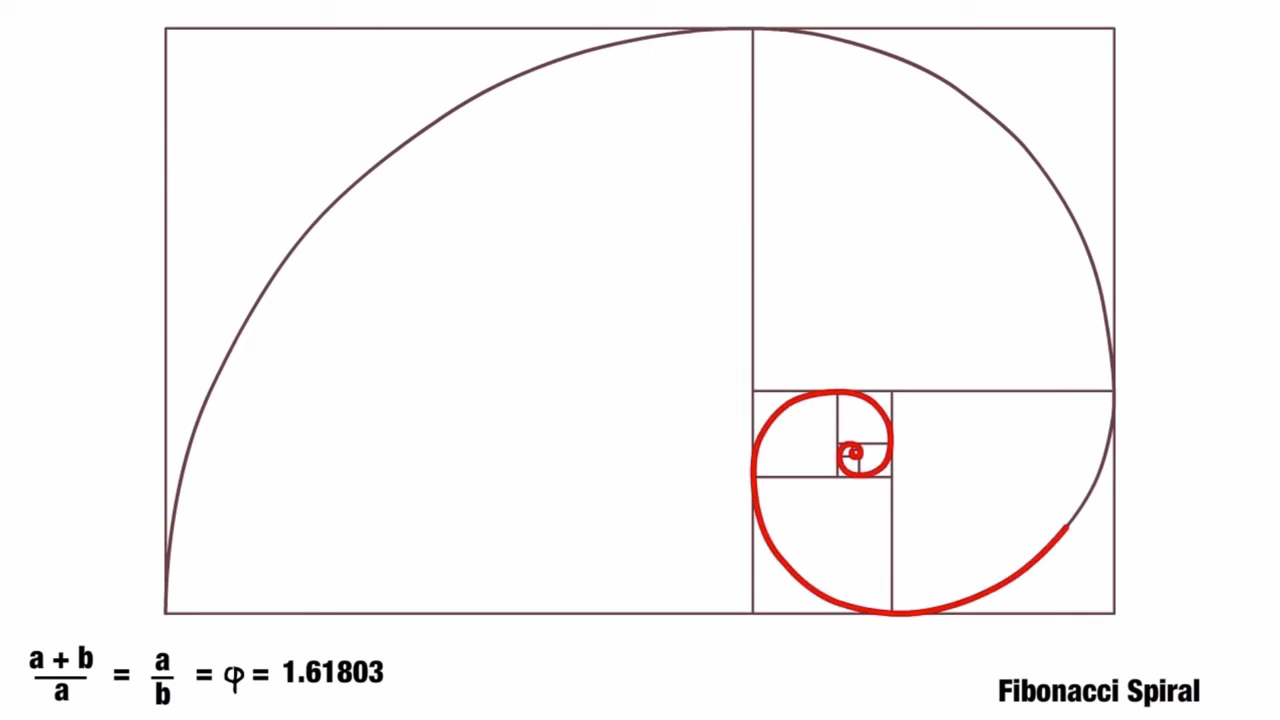 a + b / a = a / b = φ = 1.61803
Fibonacci Spiral